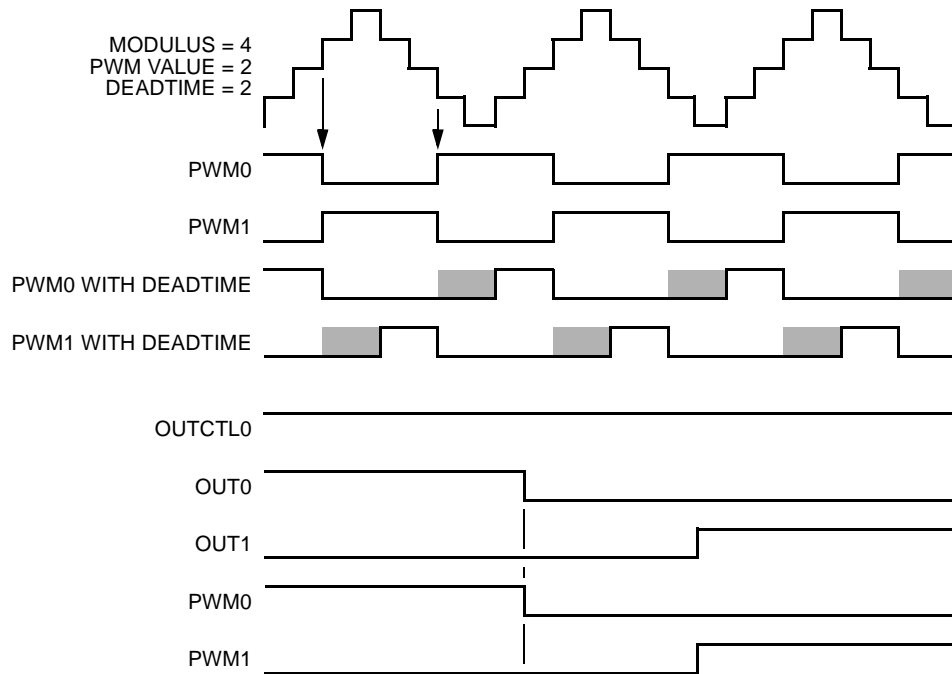 MODULUS = 4
PWM VALUE = 2
DEADTIME = 2
PWM0
PWM1
PWM0 WITH DEADTIME
PWM1 WITH DEADTIME
OUTCTL0
OUT0
OUT1
PWM0
PWM1